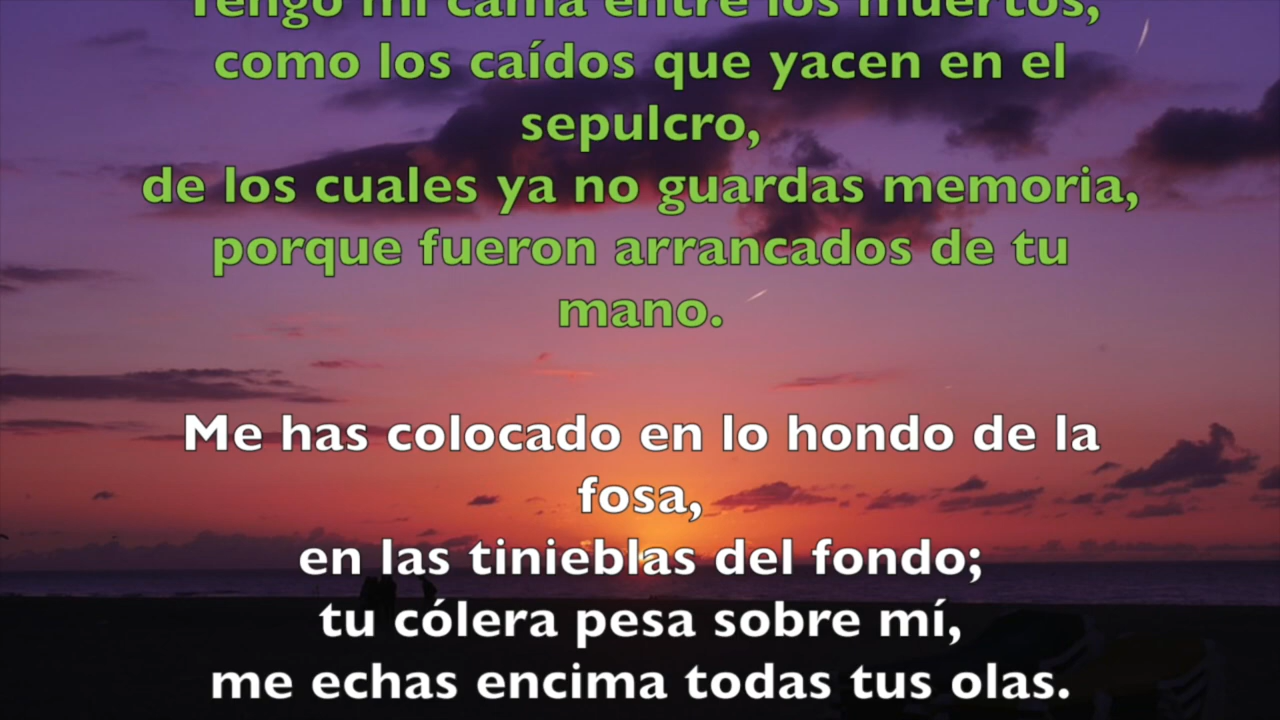 Tengo mi cama entre los muertos,
como los caídos que yacen en el
sepulcro,
de los cuales ya no guardas memoria,
porque fueron arrancados de tu
mano.
Me has colocado en lo hondo de la
fosa,
en las tinieblas del fondo;
tu cólera pesa sobre mí,
me echas encima todas tus olas.